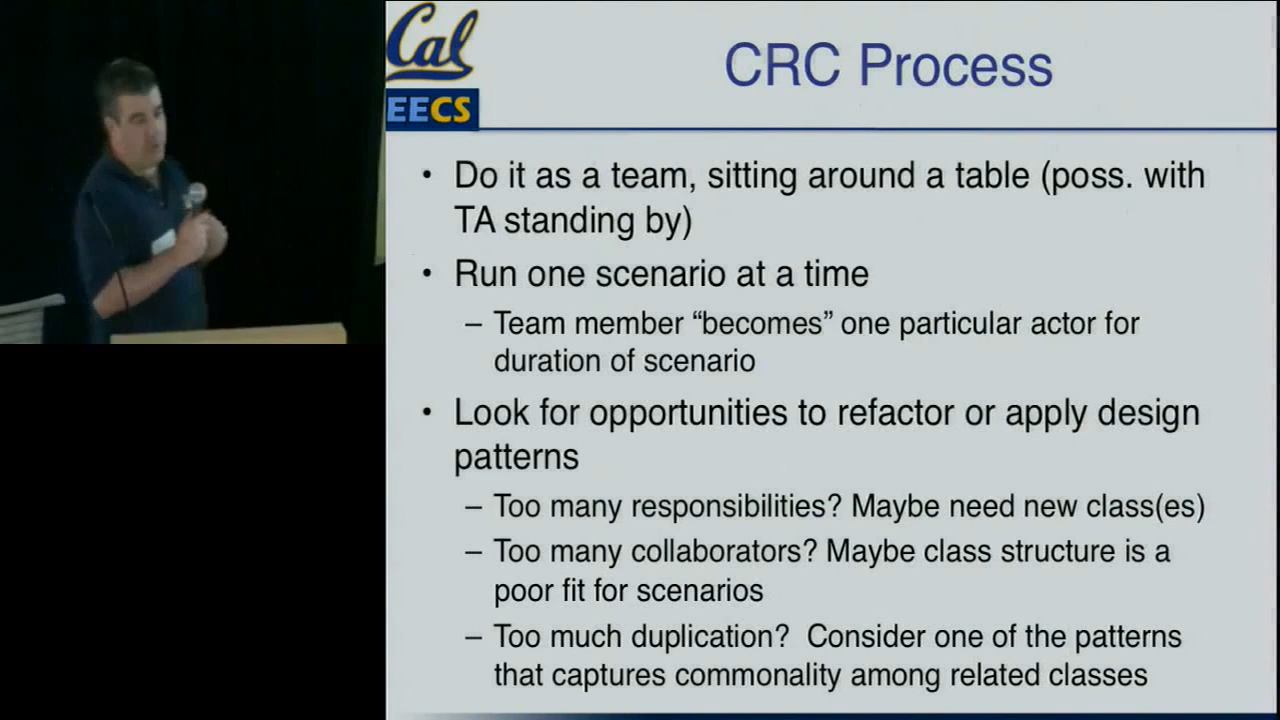 Cal
EECS
CRC Process
• Do it as a team, sitting around a table (poss. with
TA standing by)
• Run one scenario at a time
– Team member “becomes” one particular actor for
duration of scenario
• Look for opportunities to refactor or apply design
patterns
– Too many responsibilities? Maybe need new class(es)
– Too many collaborators? Maybe class structure is a
poor fit for scenarios
– Too much duplication?  Consider one of the patterns
that captures commonality among related classes